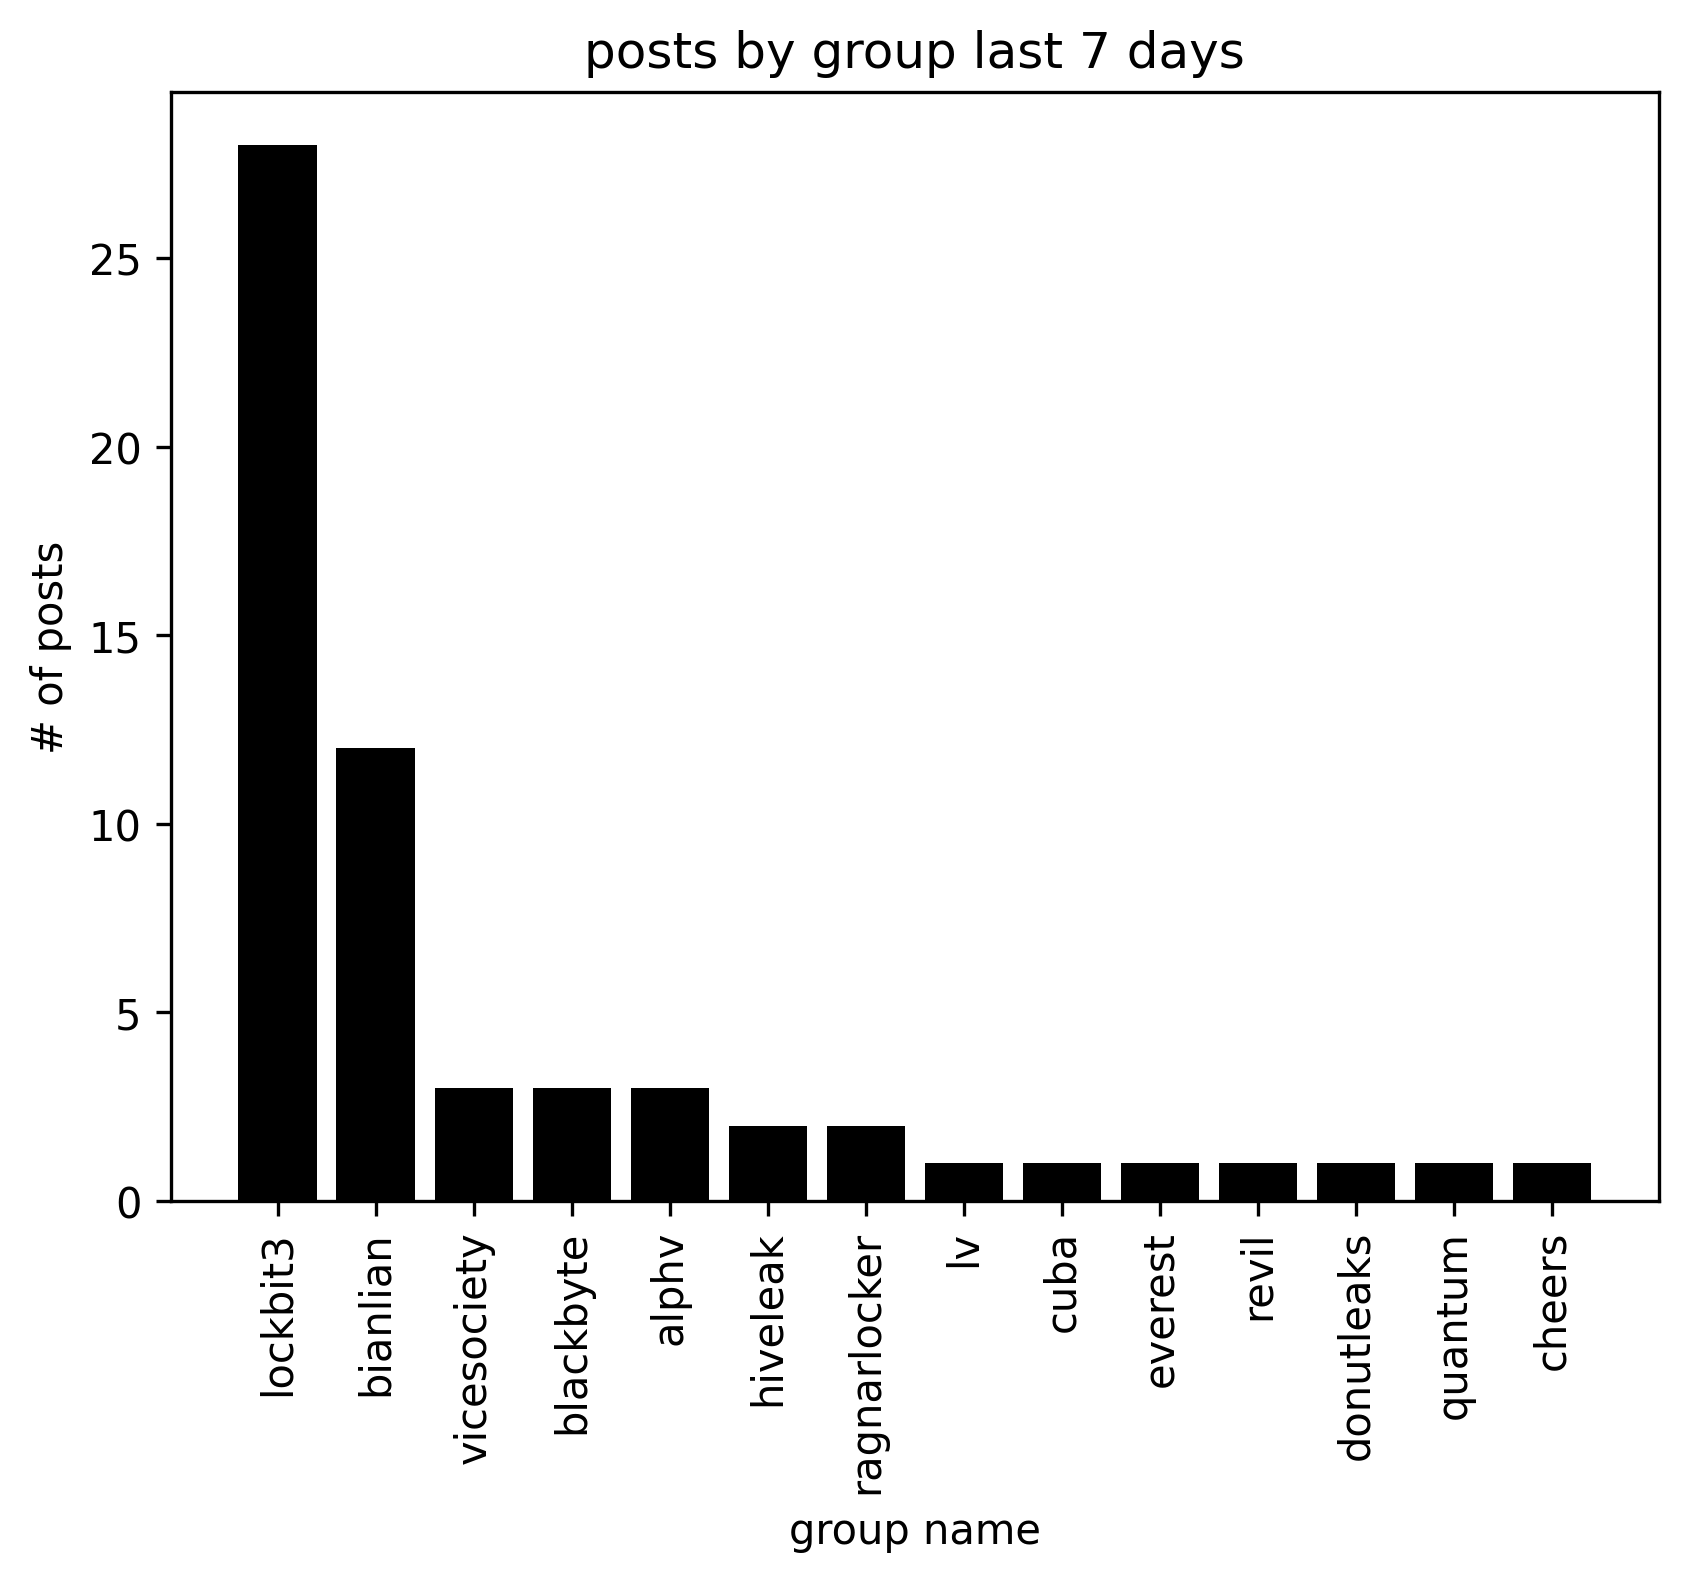 posts by group last 7 days
# of posts
25
20
15
10
5
0
lockbit3
bianlian
vicesociety
blackbyte
alphv
hiveleak
ragnarlocker
lv
cuba
everest
revil
donutleaks
quantum
cheers
group name